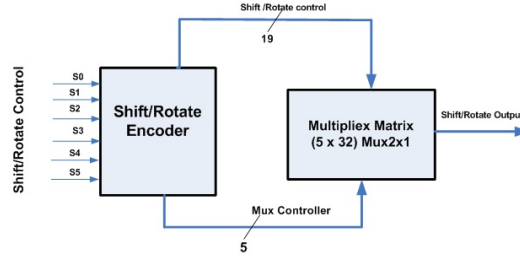 Shift /Rotate control
19
Shift/Rotate Control
S0
S1
S2
S3
S4
S5
Shift/Rotate
Encoder
Multipliex Matrix
(5 x 32) Mux2x1
Shift/Rotate Output
Mux Controller
5